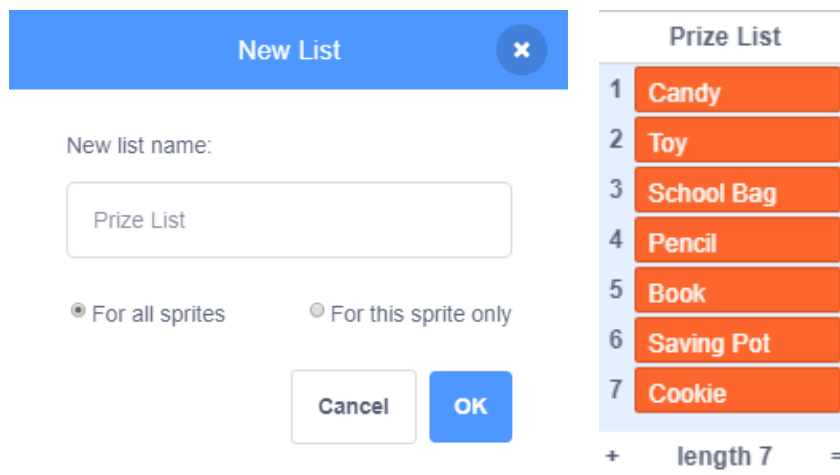 New List
New list name:
Prize List
For all sprites
For this sprite only
Cancel
OK
Prize List
1 Candy
2 Toy
3 School Bag
4 Pencil
5 Book
6 Saving Pot
7 Cookie
+ length 7 =